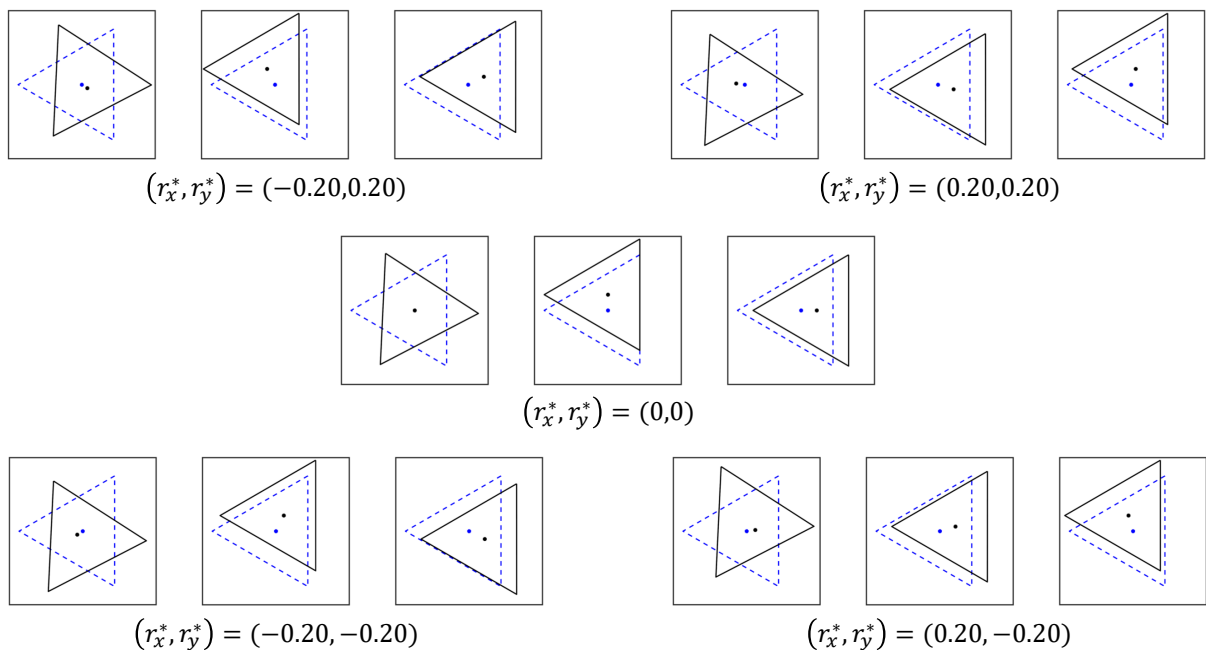 (r*x, r*y) = (−0.20,0.20)
(r*x, r*y) = (0.20,0.20)
(r*x, r*y) = (0,0)
(r*x, r*y) = (−0.20, −0.20)
(r*x, r*y) = (0.20, −0.20)